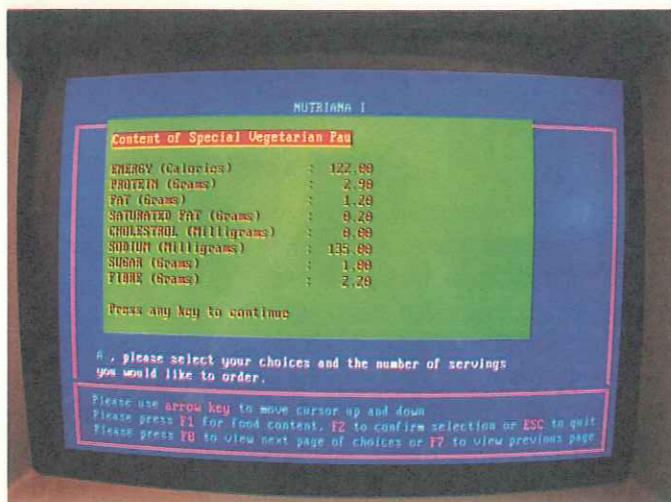 NUTRIANA I
Content of Special Vegetarian Pau
ENERGY (Calories) : 122.00
PROTEIN (Grams) : 2.90
FAT (Grams) : 1.20
SATURATED FAT (Grams) : 0.20
CHOLESTROL (Milligrams) : 0.00
SODIUM (Milligrams) : 135.00
SUGAR (Grams) : 1.00
FIBRE (Grams) : 2.20
Press any key to continue
A , please select your choices and the number of servings
you would like to order.
Please use arrow key to move cursor up and down
Please press F1 for food content, F2 to confirm selection or ESC to quit
Please press F8 to view next page of choices or F7 to view previous page